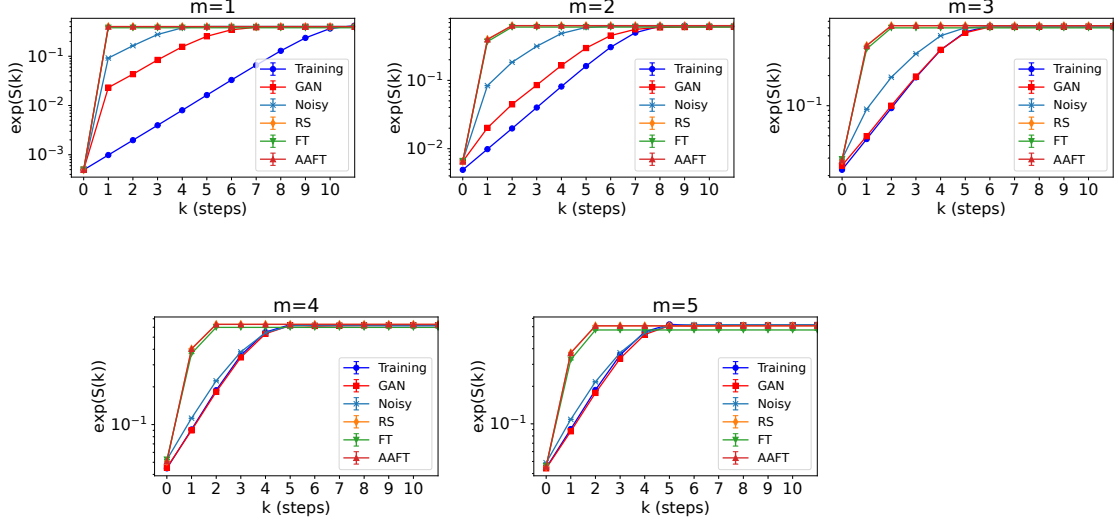 m=1
exp(S(k))
10⁻¹
10⁻²
10⁻³
Training
GAN
Noisy
RS
FT
AAFT
0 1 2 3 4 5 6 7 8 9 10
k (steps)
m=2
exp(S(k))
10⁻¹
10⁻²
Training
GAN
Noisy
RS
FT
AAFT
0 1 2 3 4 5 6 7 8 9 10
k (steps)
m=3
exp(S(k))
10⁻¹
Training
GAN
Noisy
RS
FT
AAFT
0 1 2 3 4 5 6 7 8 9 10
k (steps)
m=4
exp(S(k))
10⁻¹
Training
GAN
Noisy
RS
FT
AAFT
0 1 2 3 4 5 6 7 8 9 10
k (steps)
m=5
exp(S(k))
10⁻¹
Training
GAN
Noisy
RS
FT
AAFT
0 1 2 3 4 5 6 7 8 9 10
k (steps)